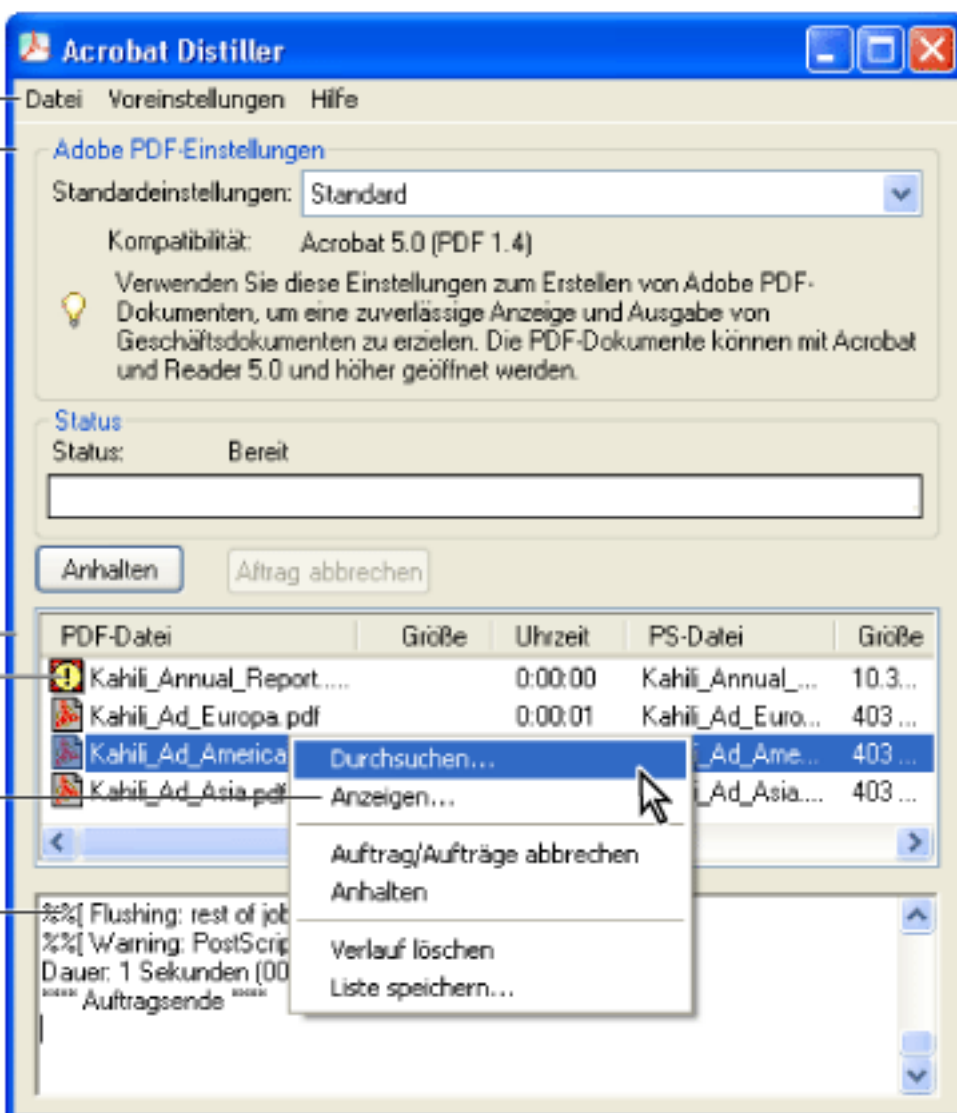 Acrobat Distiller
Datei Voreinstellungen Hilfe
Adobe PDF-Einstellungen
Standardeinstellungen: Standard
Kompatibilität: Acrobat 5.0 (PDF 1.4)
Verwenden Sie diese Einstellungen zum Erstellen von Adobe PDF-
Dokumenten, um eine zuverlässige Anzeige und Ausgabe von
Geschäftsdokumenten zu erzielen. Die PDF-Dokumente können mit Acrobat
und Reader 5.0 und höher geöffnet werden.
Status
Status: Bereit
Anhalten Aftrag abbrechen
PDF-Datei Größe Uhrzeit PS-Datei Größe
Kahili_Annual_Report..... 0:00:00 Kahili_Annual_... 10.3...
Kahili_Ad_Europa.pdf 0:00:01 Kahili_Ad_Euro... 403 ...
Kahili_Ad_America i_Ad_Ame... 403 ...
Kahili_Ad_Asia.pdf i_Ad_Asia.... 403 ...
Durchsuchen...
Anzeigen...
Auftrag/Aufträge abbrechen
Anhalten
Verlauf löschen
Liste speichern...
%%[ Flushing: rest of job
%%[ Warning: PostScrip
Dauer: 1 Sekunden (00
**** Auftragsende ****